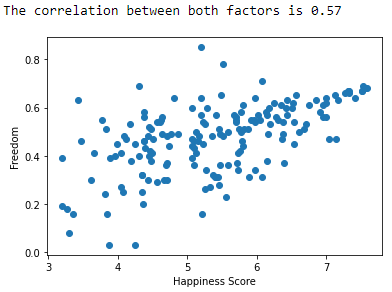 The correlation between both factors is 0.57
0.8
0.6
0.4
0.2
0.0
Freedom
3 4 5 6 7
Happiness Score